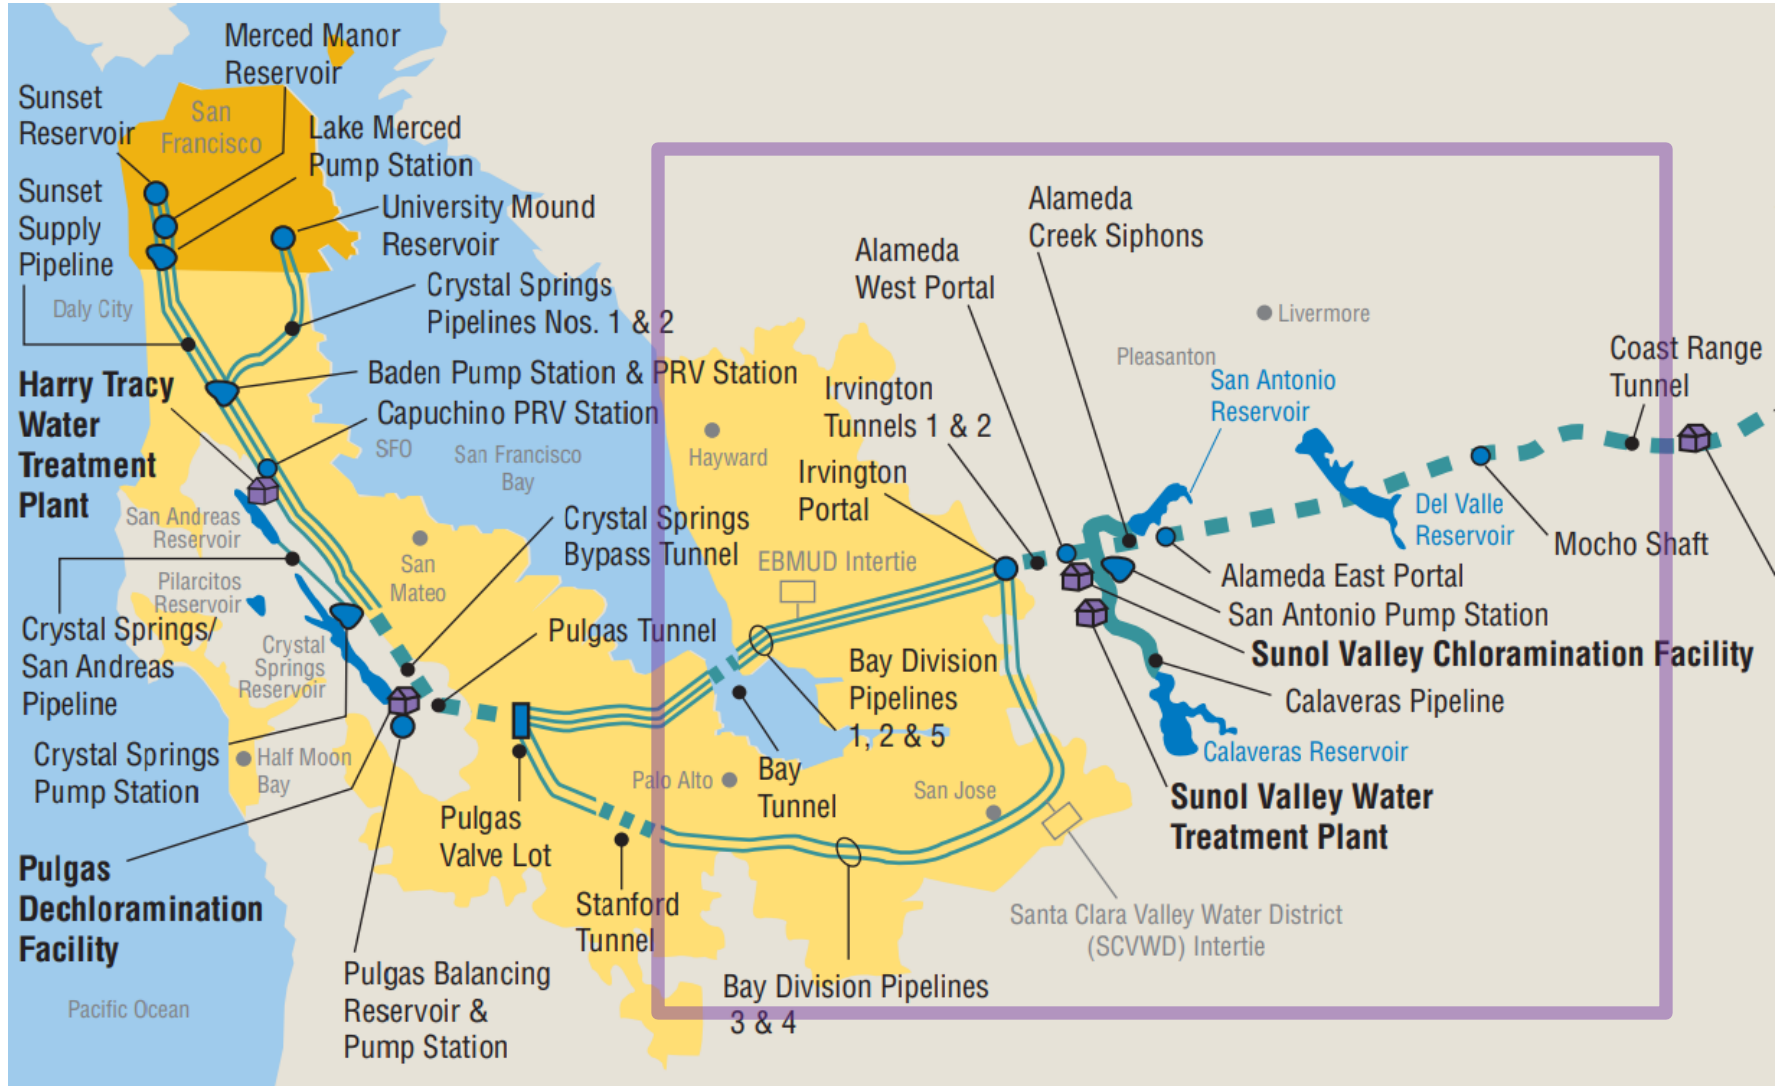 Merced Manor
Reservoir
Sunset
Reservoir
San
Francisco
Lake Merced
Pump Station
Sunset
Supply
Pipeline
University Mound
Reservoir
Daly City
Crystal Springs
Pipelines Nos. 1 & 2
Harry Tracy
Water
Treatment
Plant
Baden Pump Station & PRV Station
Capuchino PRV Station
SFO
San Francisco
Bay
San Andreas
Reservoir
Pilarcitos
Reservoir
San
Mateo
Crystal Springs
Bypass Tunnel
Crystal Springs/
San Andreas
Pipeline
Crystal
Springs
Reservoir
Pulgas Tunnel
Crystal Springs
Pump Station
Half Moon
Bay
Pulgas
Dechloramination
Facility
Pacific Ocean
Pulgas
Valve Lot
Pulgas Balancing
Reservoir &
Pump Station
Stanford
Tunnel
Palo Alto
Bay
Tunnel
Bay Division
Pipelines
1, 2 & 5
San Jose
Bay Division Pipelines
3 & 4
Santa Clara Valley Water District
(SCVWD) Intertie
Hayward
EBMUD Intertie
Irvington
Portal
Irvington
Tunnels 1 & 2
Alameda
West Portal
Alameda
Creek Siphons
Livermore
Pleasanton
San Antonio
Reservoir
Coast Range
Tunnel
Del Valle
Reservoir
Mocho Shaft
Alameda East Portal
San Antonio Pump Station
Sunol Valley Chloramination Facility
Calaveras Pipeline
Calaveras Reservoir
Sunol Valley Water
Treatment Plant